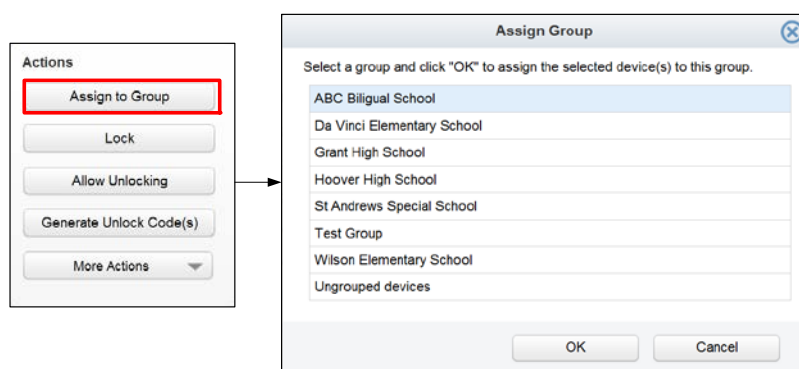 Actions
Assign to Group
Lock
Allow Unlocking
Generate Unlock Code(s)
More Actions
Assign Group
Select a group and click "OK" to assign the selected device(s) to this group.
ABC Biligual School
Da Vinci Elementary School
Grant High School
Hoover High School
St Andrews Special School
Test Group
Wilson Elementary School
Ungrouped devices
OK
Cancel